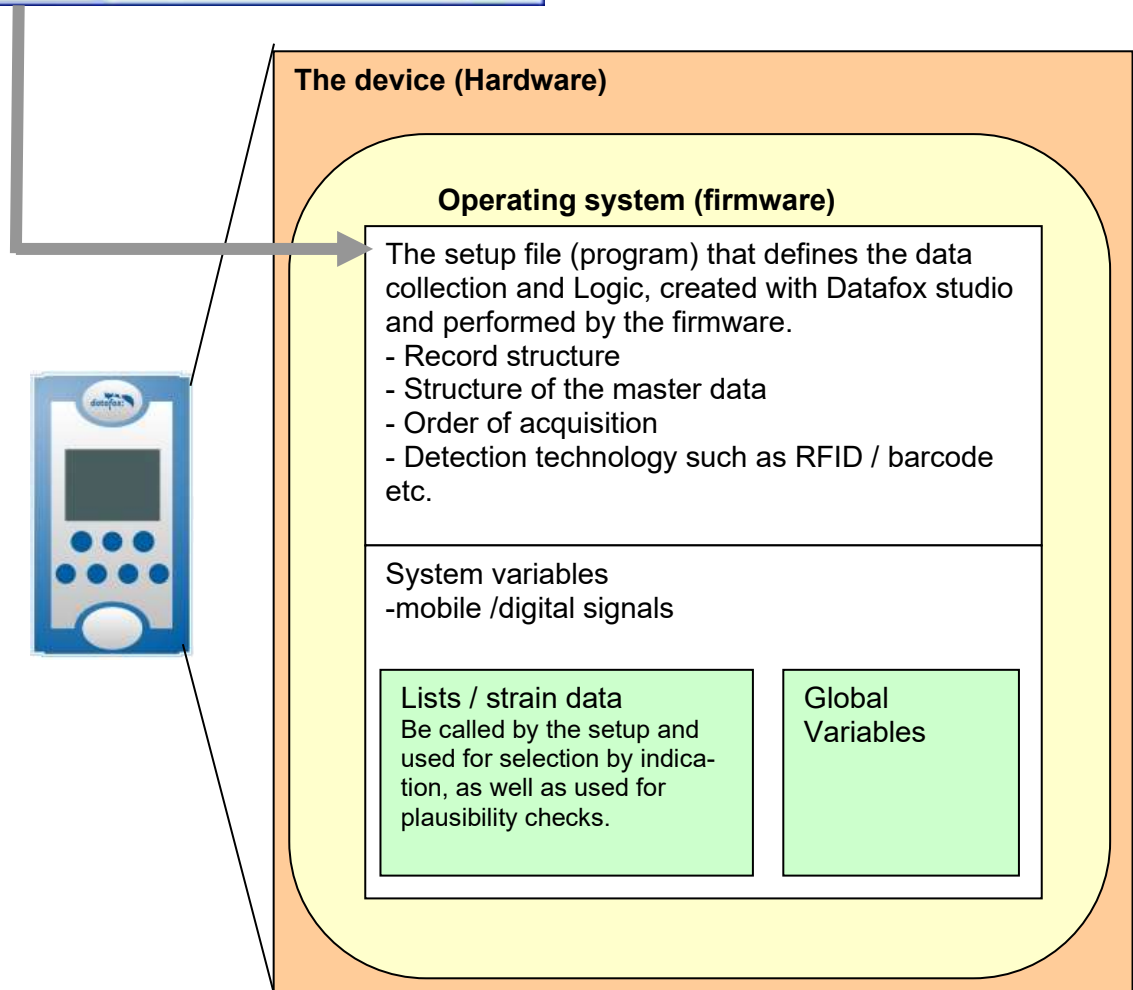 The device (Hardware)
Operating system (firmware)
The setup file (program) that defines the data
collection and Logic, created with Datafox studio
and performed by the firmware.
- Record structure
- Structure of the master data
- Order of acquisition
- Detection technology such as RFID / barcode
etc.
datafox
System variables
-mobile /digital signals
Lists / strain data
Be called by the setup and
used for selection by indica-
tion, as well as used for
plausibility checks.
Global
Variables